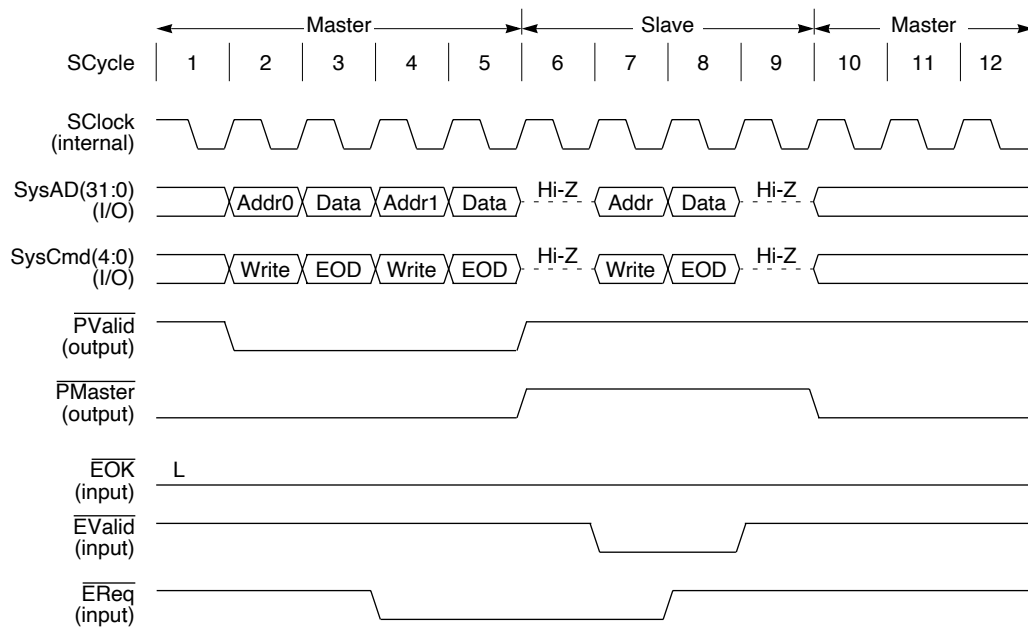 Master Slave Master
SCycle 1 2 3 4 5 6 7 8 9 10 11 12
SClock
(internal)
SysAD(31:0)
(I/O)
Addr0 Data Addr1 Data Hi-Z Addr Data Hi-Z
SysCmd(4:0)
(I/O)
Write EOD Write EOD Hi-Z Write EOD Hi-Z
PValid
(output)
PMaster
(output)
EOK
(input)
L
EValid
(input)
EReq
(input)